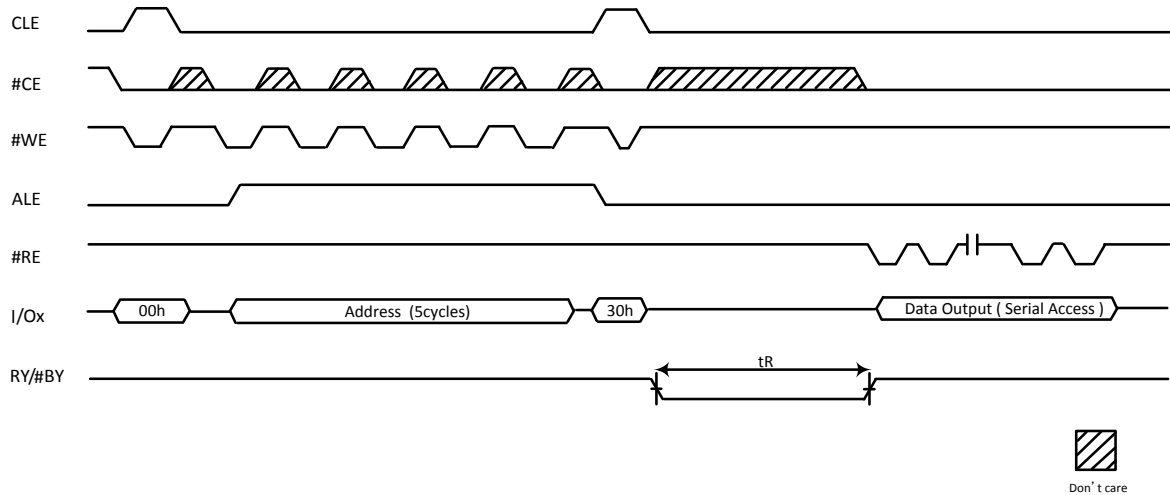 CLE
#CE
#WE
ALE
#RE
I/Ox
00h
Address (5cycles)
30h
Data Output ( Serial Access )
RY/#BY
tR
Don't care